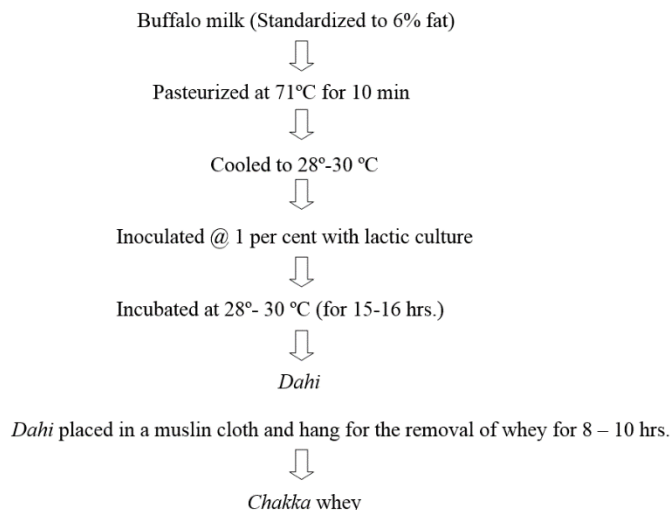 Buffalo milk (Standardized to 6% fat)
Pasteurized at 71ºC for 10 min
Cooled to 28º-30 ºC
Inoculated @ 1 per cent with lactic culture
Incubated at 28º- 30 ºC (for 15-16 hrs.)
Dahi
Dahi placed in a muslin cloth and hang for the removal of whey for 8 – 10 hrs.
Chakka whey